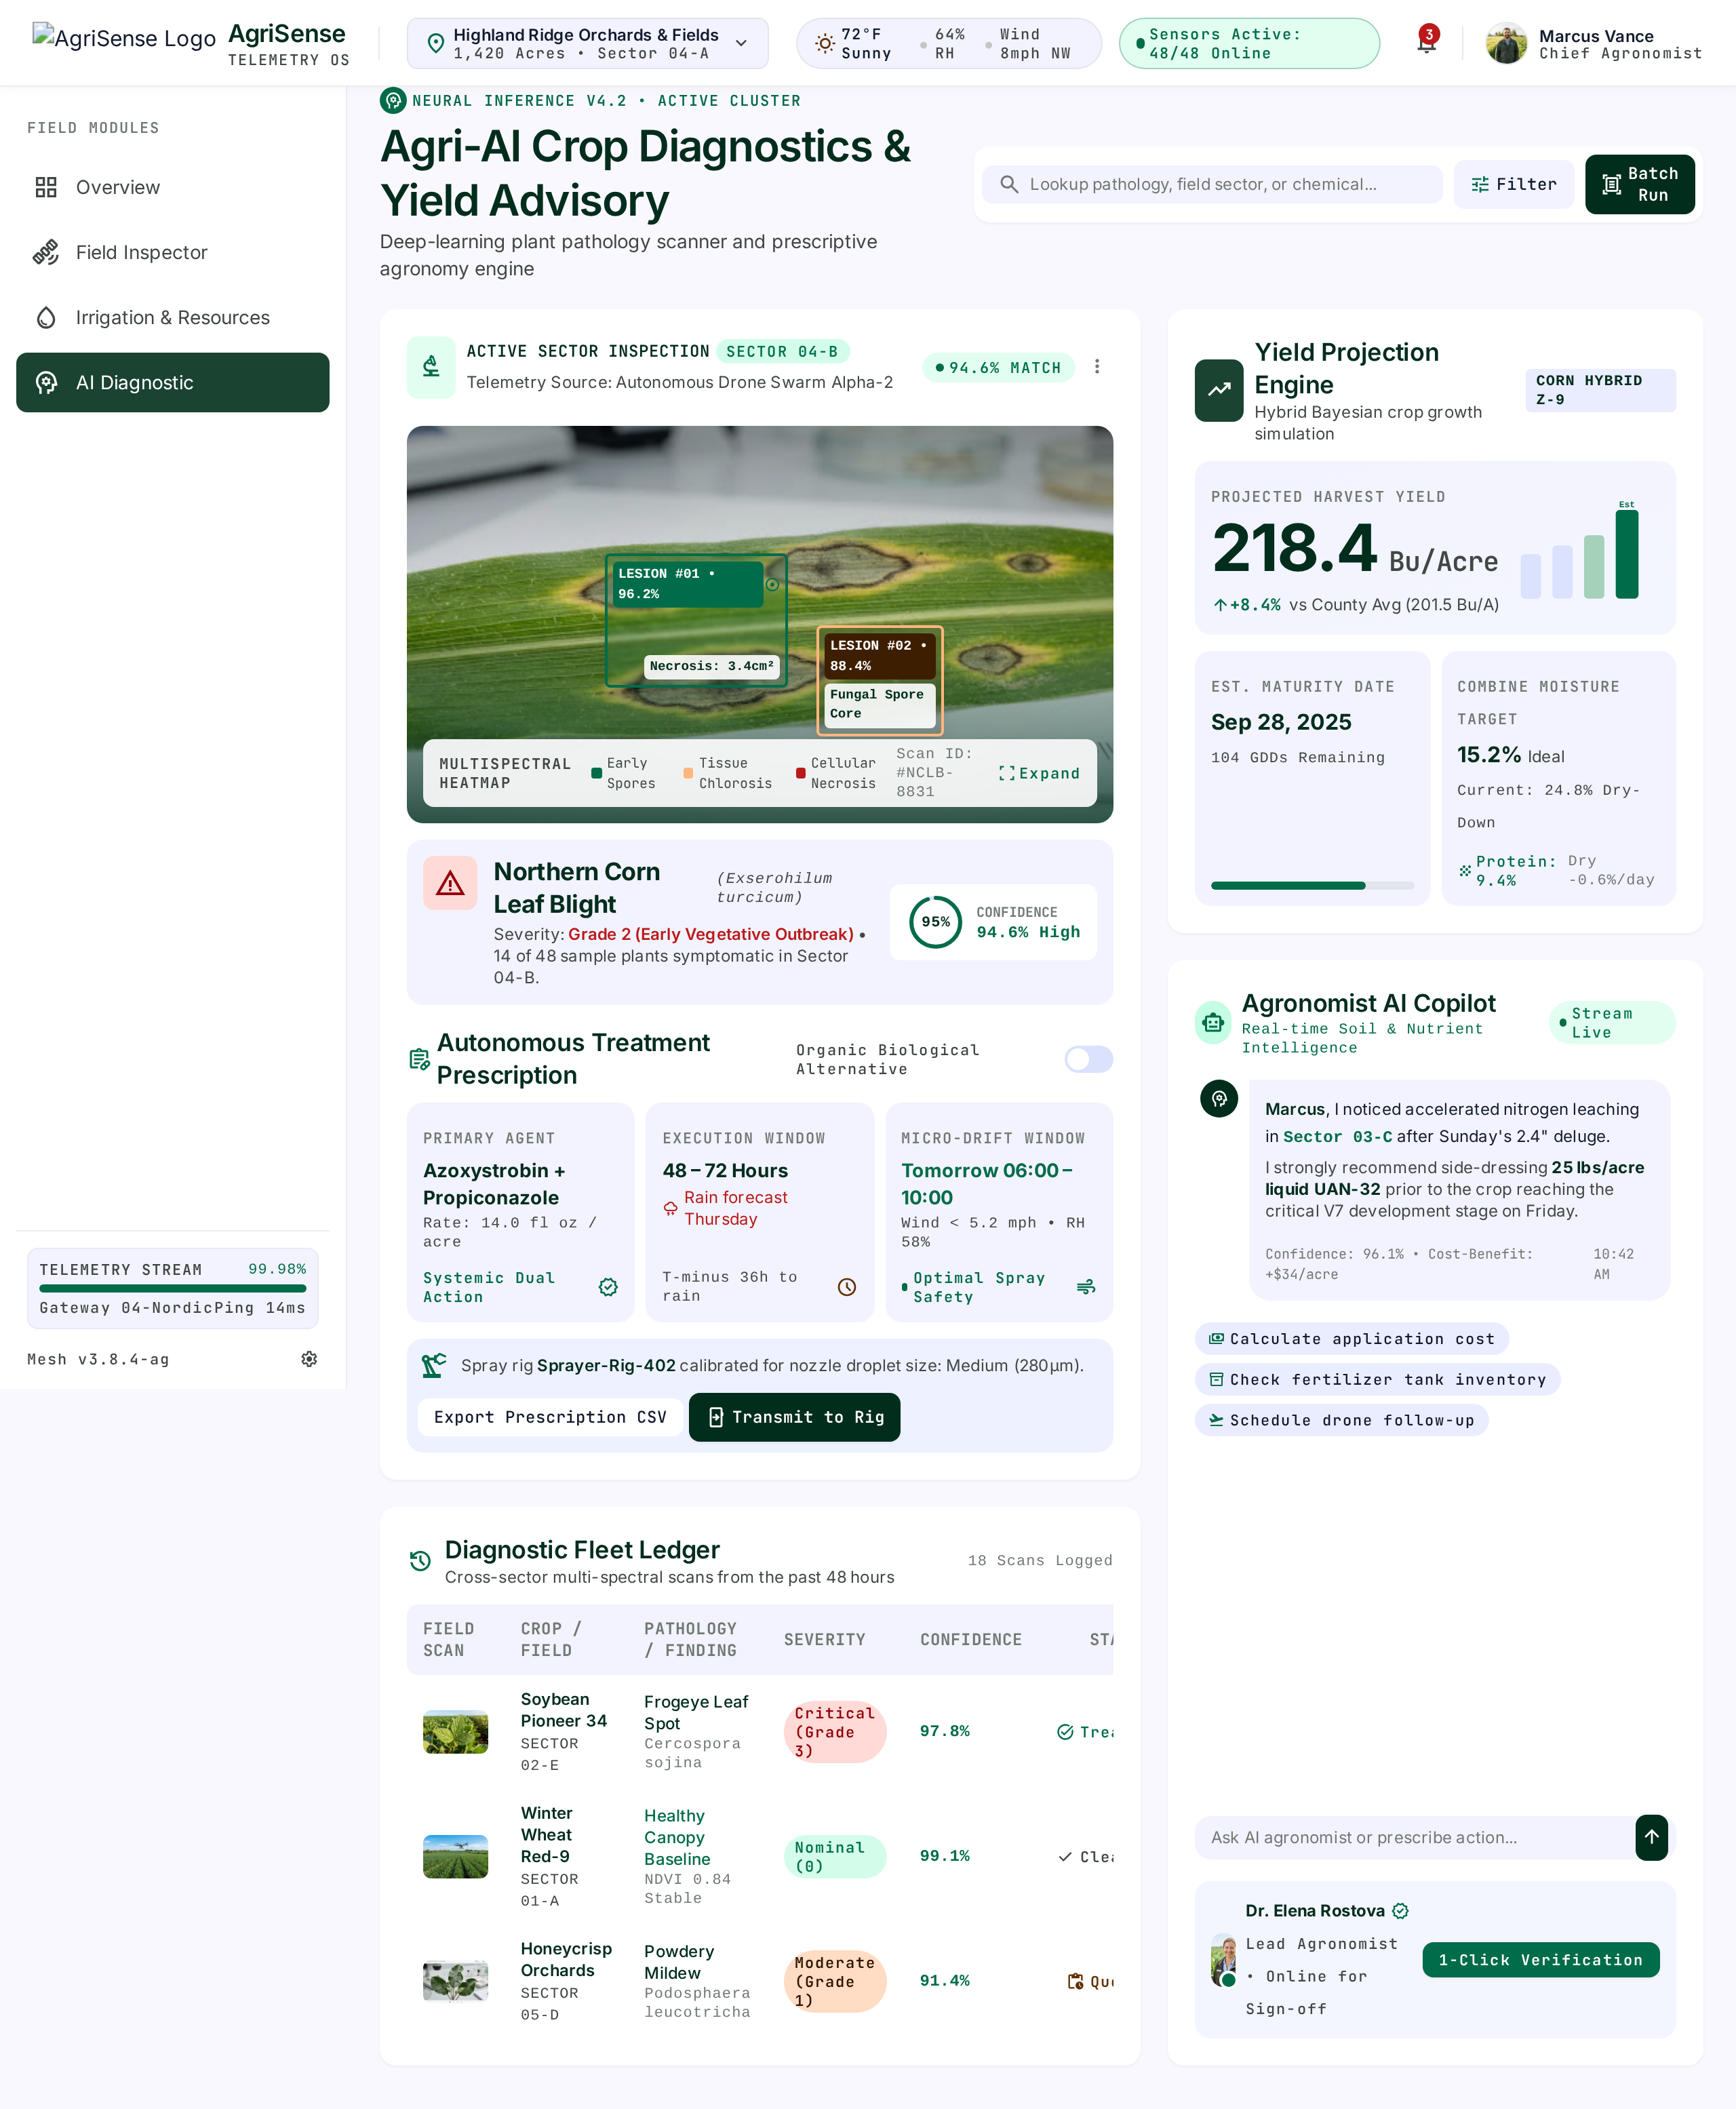 AgriSense Logo
AgriSense
TELEMETRY OS
Highland Ridge Orchards & Fields
1,420 Acres • Sector 04-A
72°F
Sunny
64%
RH
Wind
8mph NW
Sensors Active:
48/48 Online
3
Marcus Vance
Chief Agronomist
FIELD MODULES
Overview
Field Inspector
Irrigation & Resources
AI Diagnostic
TELEMETRY STREAM 99.98%
Gateway 04-NordicPing 14ms
Mesh v3.8.4-ag
NEURAL INFERENCE V4.2 • ACTIVE CLUSTER
Agri-AI Crop Diagnostics &
Yield Advisory
Deep-learning plant pathology scanner and prescriptive
agronomy engine
Lookup pathology, field sector, or chemical...
Filter
Batch
Run
ACTIVE SECTOR INSPECTION SECTOR 04-B
Telemetry Source: Autonomous Drone Swarm Alpha-2
94.6% MATCH
LESION #01 •
96.2%
Necrosis: 3.4cm²
LESION #02 •
88.4%
Fungal Spore
Core
MULTISPECTRAL
HEATMAP
Early
Spores
Tissue
Chlorosis
Cellular
Necrosis
Scan ID:
#NCLB-
8831
Expand
Northern Corn
Leaf Blight
(Exserohilum
turcicum)
Severity: Grade 2 (Early Vegetative Outbreak) •
14 of 48 sample plants symptomatic in Sector
04-B.
95%
CONFIDENCE
94.6% High
Autonomous Treatment
Prescription
Organic Biological
Alternative
PRIMARY AGENT
Azoxystrobin +
Propiconazole
Rate: 14.0 fl oz /
acre
Systemic Dual
Action
EXECUTION WINDOW
48 – 72 Hours
Rain forecast
Thursday
T-minus 36h to
rain
MICRO-DRIFT WINDOW
Tomorrow 06:00 –
10:00
Wind < 5.2 mph • RH
58%
Optimal Spray
Safety
Spray rig Sprayer-Rig-402 calibrated for nozzle droplet size: Medium (280µm).
Export Prescription CSV
Transmit to Rig
Diagnostic Fleet Ledger
Cross-sector multi-spectral scans from the past 48 hours
18 Scans Logged
FIELD
SCAN
CROP /
FIELD
PATHOLOGY
/ FINDING
SEVERITY
CONFIDENCE
STA
Soybean
Pioneer 34
SECTOR
02-E
Frogeye Leaf
Spot
Cercospora
sojina
Critical
(Grade
3)
97.8%
Trea
Winter
Wheat
Red-9
SECTOR
01-A
Healthy
Canopy
Baseline
NDVI 0.84
Stable
Nominal
(0)
99.1%
Clea
Honeycrisp
Orchards
SECTOR
05-D
Powdery
Mildew
Podosphaera
leucotricha
Moderate
(Grade
1)
91.4%
Que
Yield Projection
Engine
Hybrid Bayesian crop growth
simulation
CORN HYBRID
Z-9
PROJECTED HARVEST YIELD
218.4 Bu/Acre
+8.4% vs County Avg (201.5 Bu/A)
Est
EST. MATURITY DATE
Sep 28, 2025
104 GDDs Remaining
COMBINE MOISTURE
TARGET
15.2% Ideal
Current: 24.8% Dry-
Down
Protein:
9.4%
Dry
-0.6%/day
Agronomist AI Copilot
Real-time Soil & Nutrient
Intelligence
Stream
Live
Marcus, I noticed accelerated nitrogen leaching
in Sector 03-C after Sunday's 2.4" deluge.
I strongly recommend side-dressing 25 lbs/acre
liquid UAN-32 prior to the crop reaching the
critical V7 development stage on Friday.
Confidence: 96.1% • Cost-Benefit:
+$34/acre
10:42
AM
Calculate application cost
Check fertilizer tank inventory
Schedule drone follow-up
Ask AI agronomist or prescribe action...
Dr. Elena Rostova
Lead Agronomist
• Online for
Sign-off
1-Click Verification